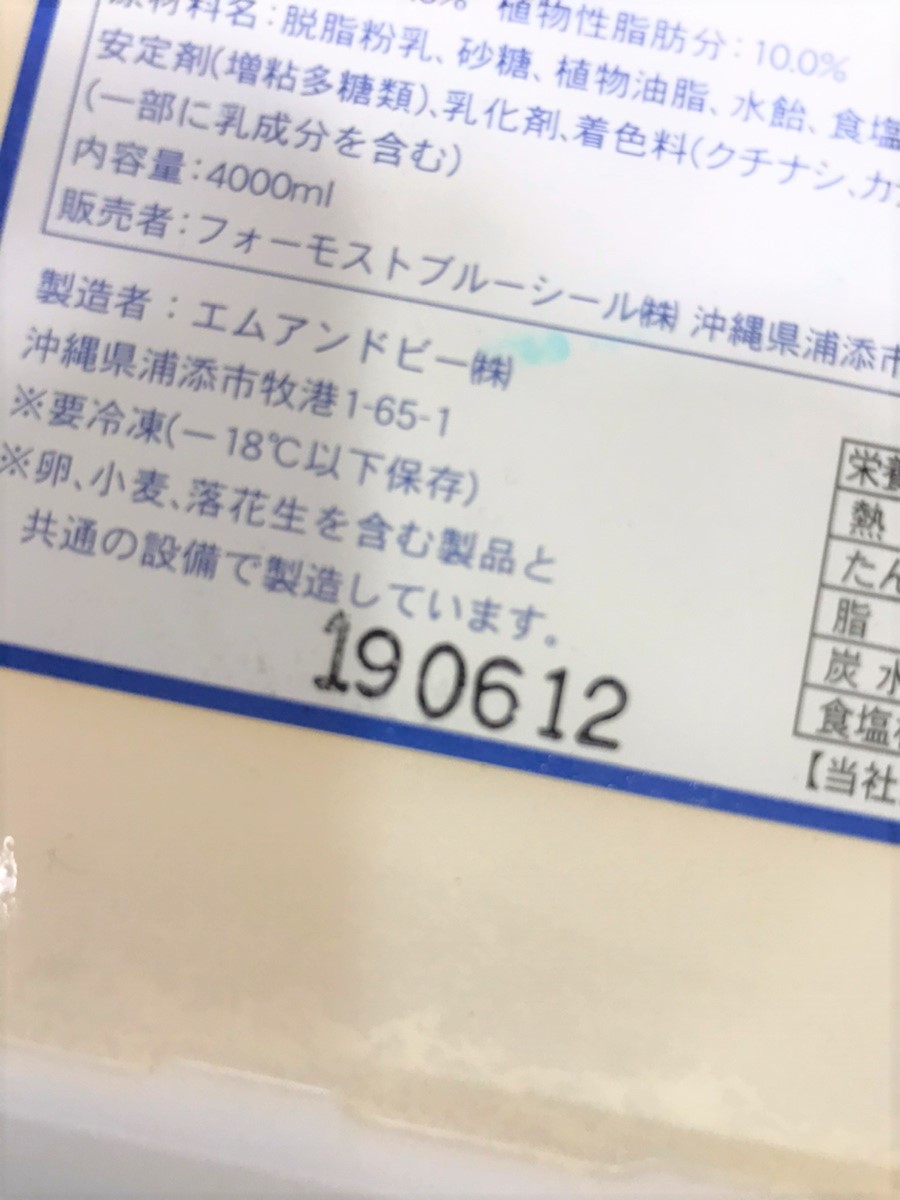 植物性脂肪分:10.0%
原材料名:脱脂粉乳、砂糖、植物油脂、水飴、食塩
安定剤(増粘多糖類)、乳化剤、着色料(クチナシ、カ
(一部に乳成分を含む)
内容量:4000ml
販売者:フォーモストブルーシール㈱ 沖縄県浦添市
製造者:エムアンドビー㈱
沖縄県浦添市牧港1-65-1
※要冷凍(-18℃以下保存)
※卵、小麦、落花生を含む製品と
共通の設備で製造しています。
190612
栄養
熱
たん
脂
炭水
食塩
【当社